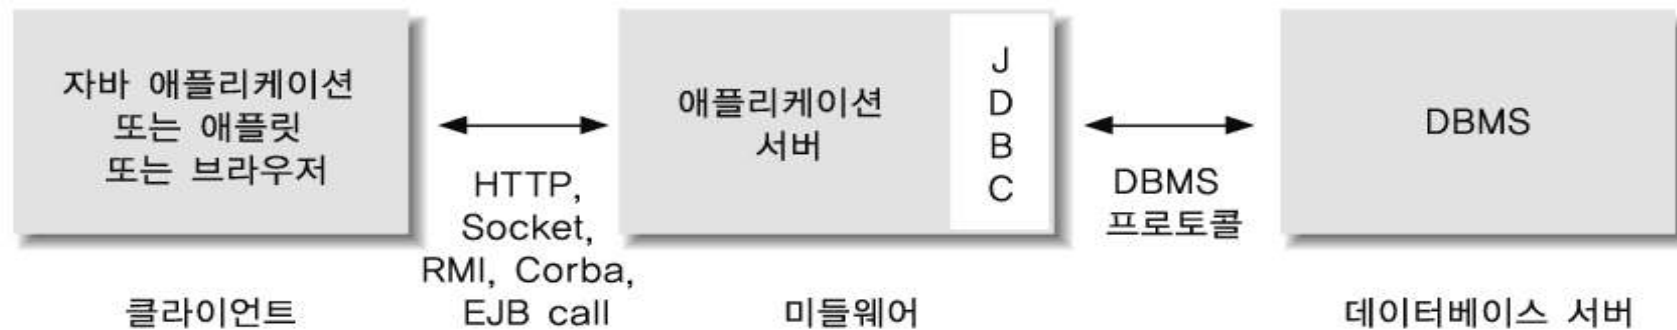 자바 애플리케이션
또는 애플릿
또는 브라우저
클라이언트
HTTP,
Socket,
RMI, Corba,
EJB call
애플리케이션
서버
J
D
B
C
미들웨어
DBMS
프로토콜
DBMS
데이터베이스 서버